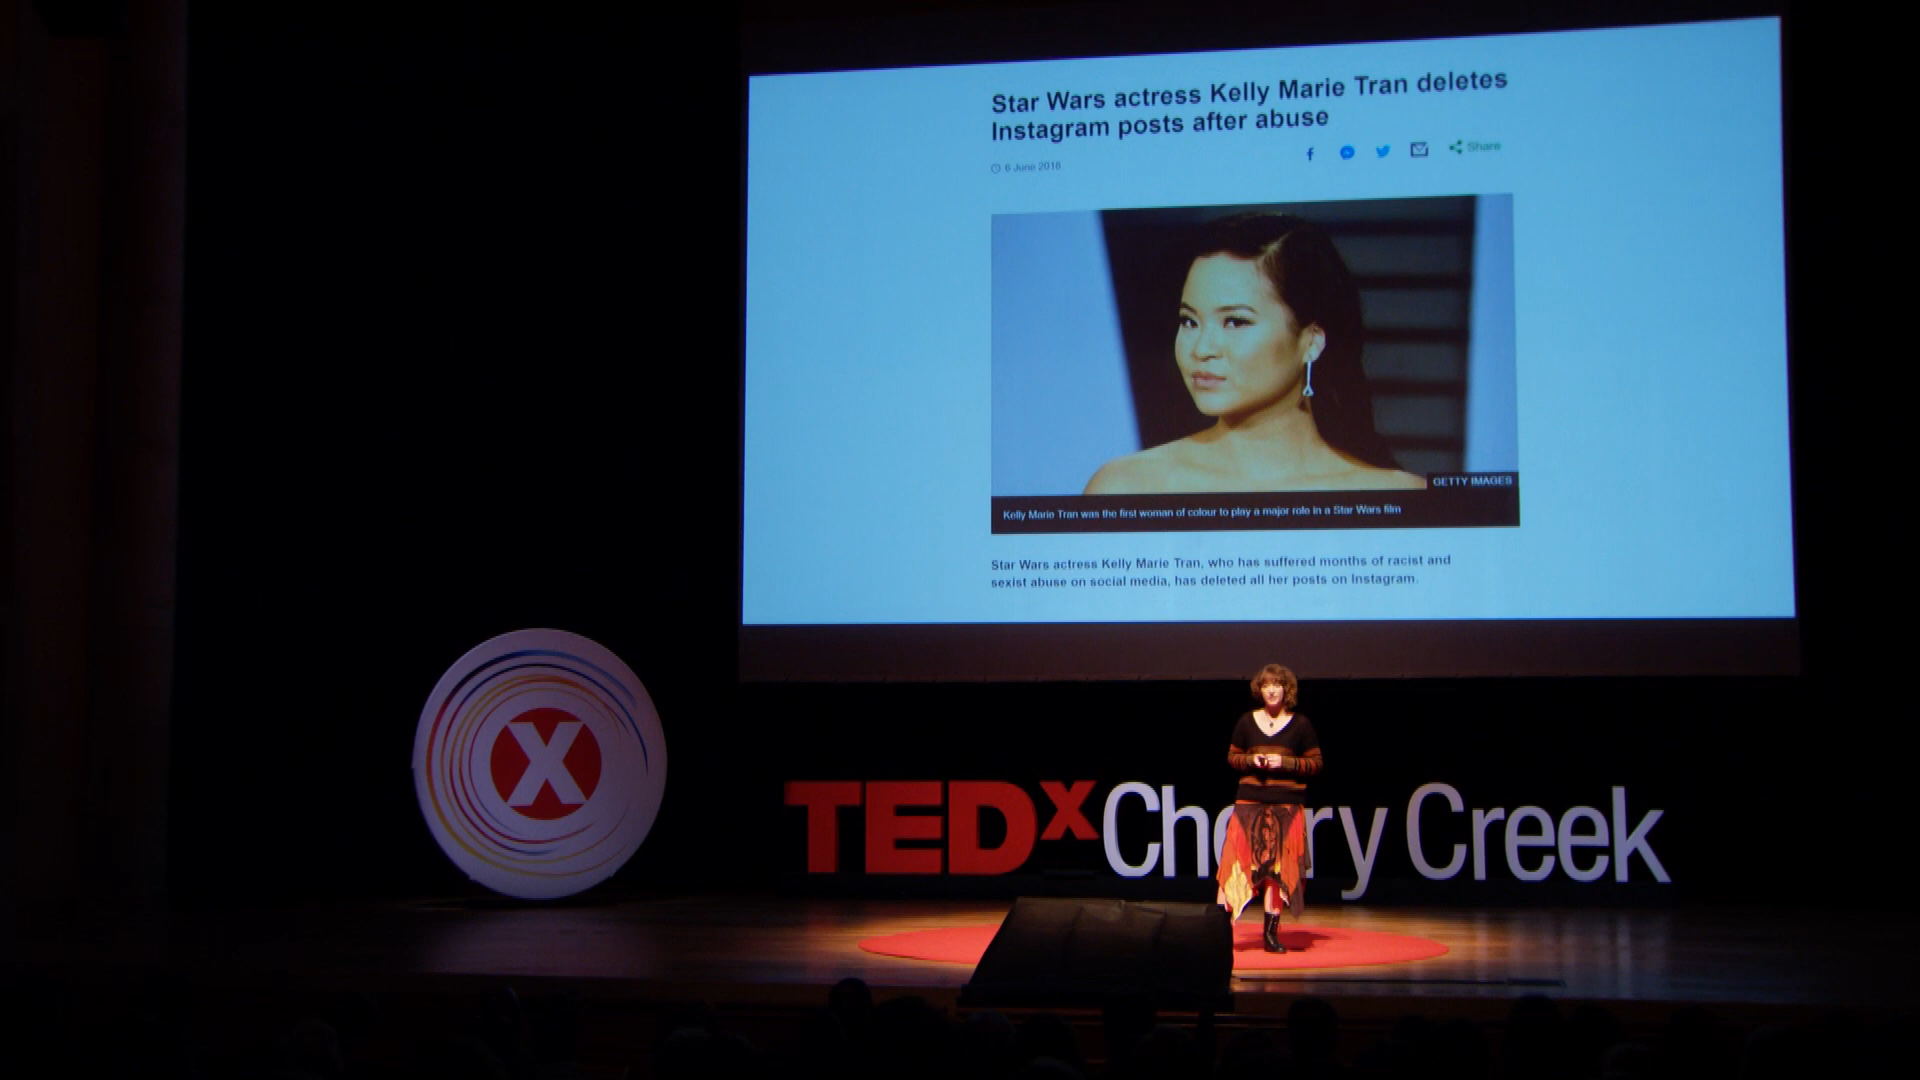 Star Wars actress Kelly Marie Tran deletes
Instagram posts after abuse
6 June 2018
Share
GETTY IMAGES
Kelly Marie Tran was the first woman of colour to play a major role in a Star Wars film
Star Wars actress Kelly Marie Tran, who has suffered months of racist and
sexist abuse on social media, has deleted all her posts on Instagram.
X
TEDx Creek